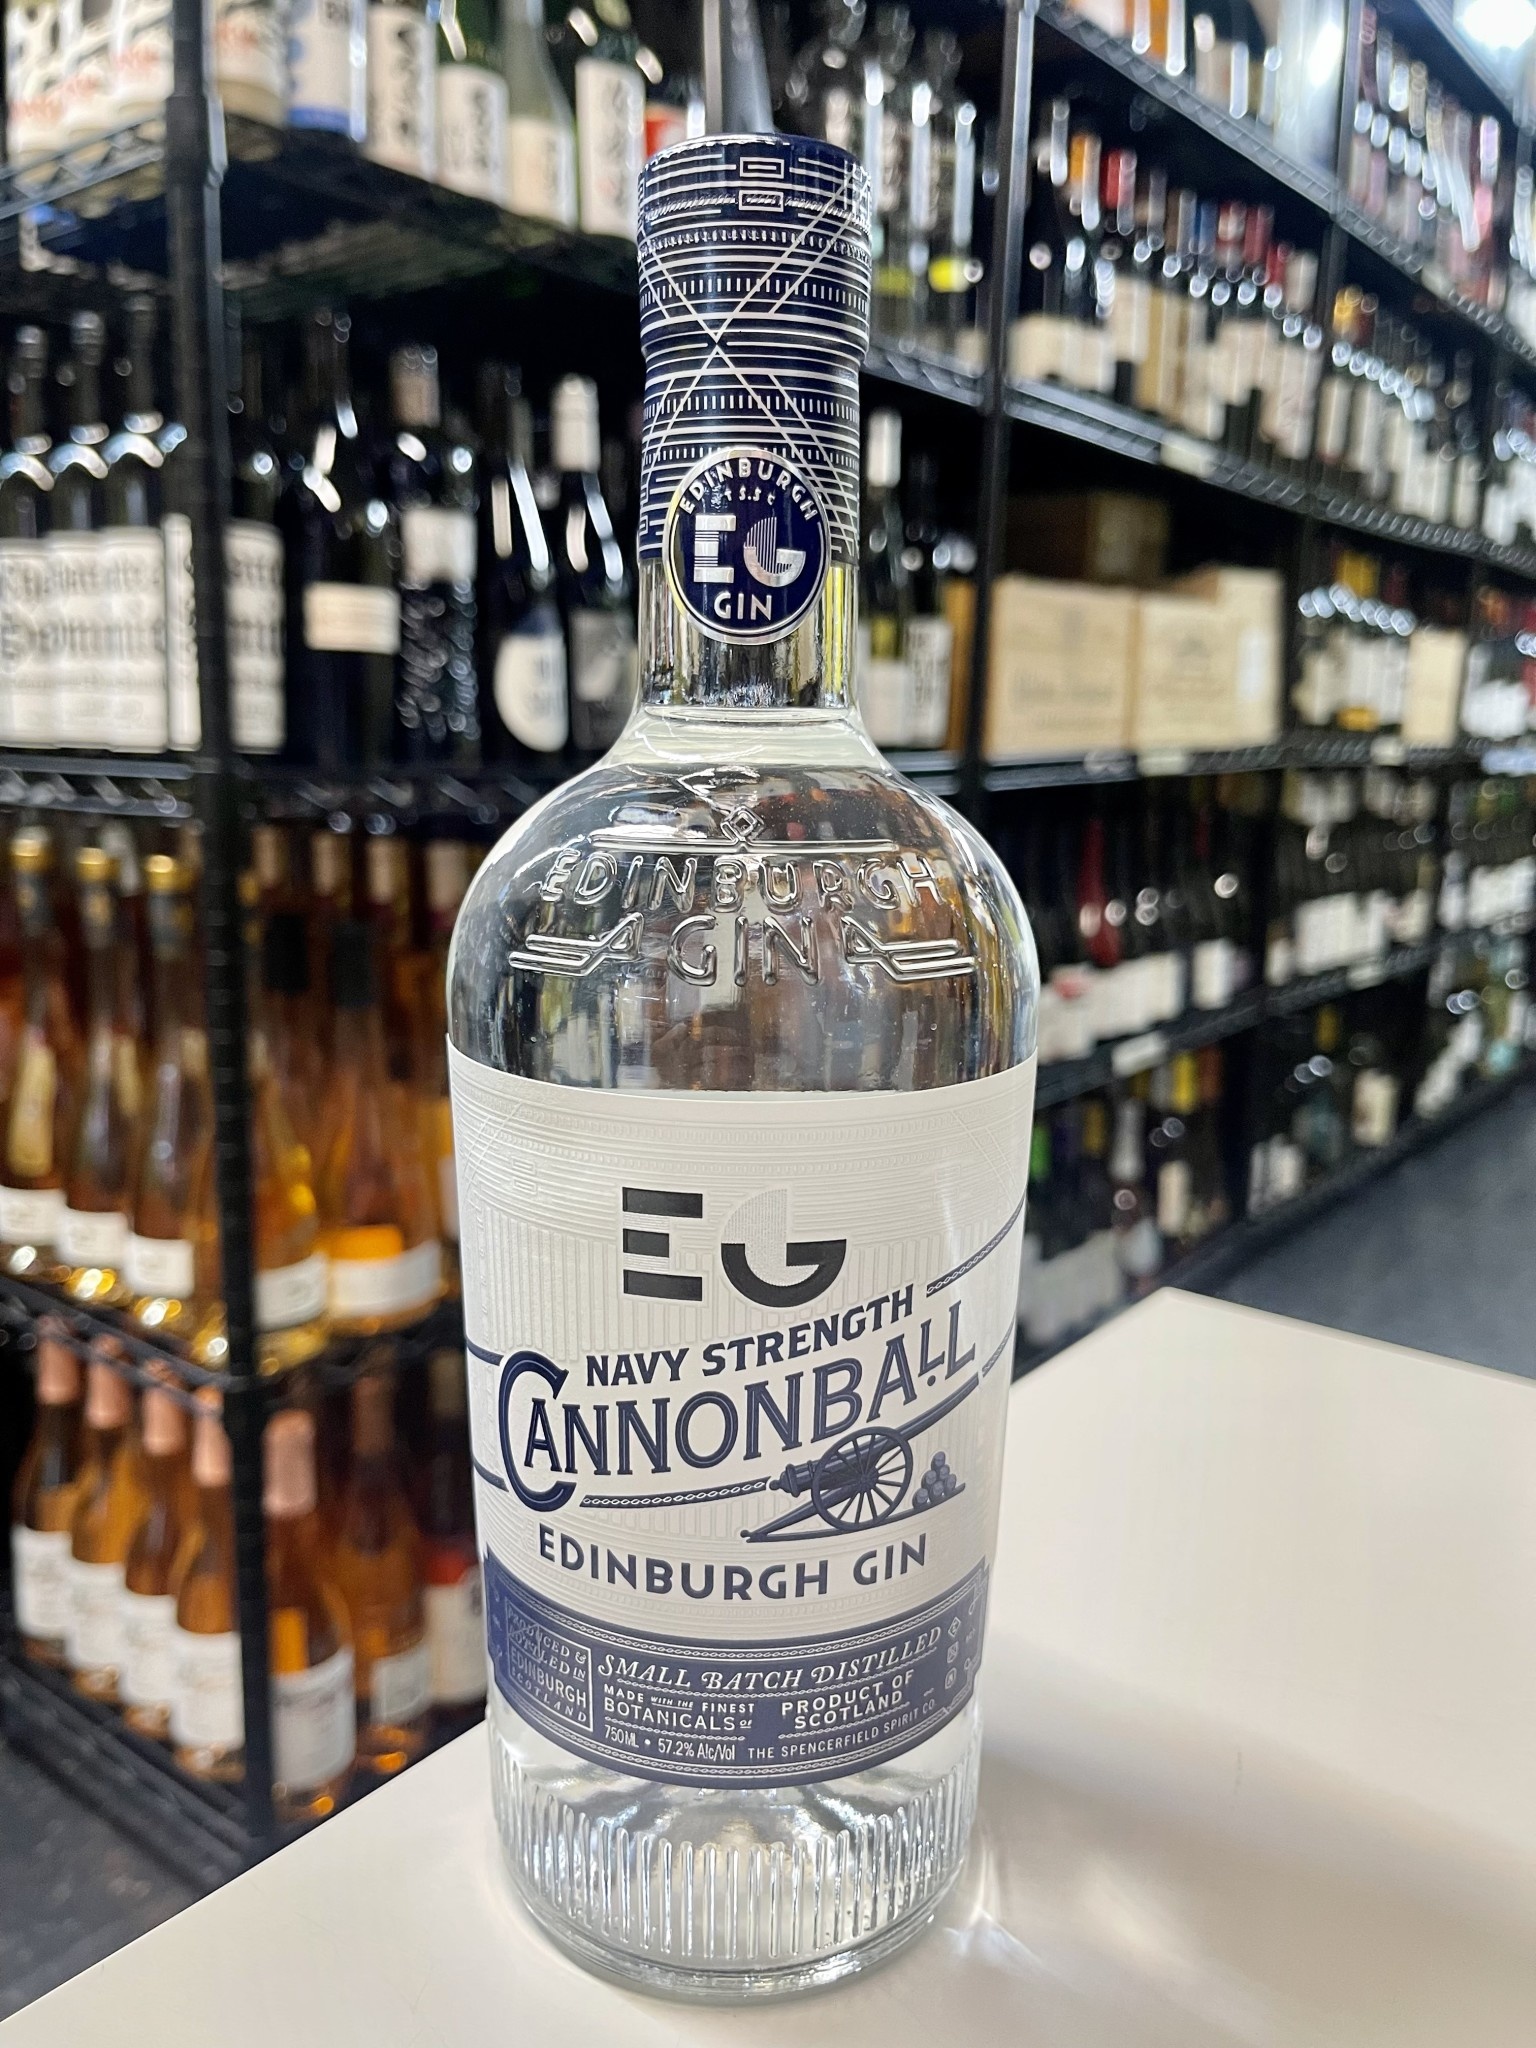 EDINBURGH
EG
GIN
EDINBURGH
GIN
EG
NAVY STRENGTH
CANNONBALL
EDINBURGH GIN
PRODUCED &
BOTTLED IN
EDINBURGH
SCOTLAND
SMALL BATCH DISTILLED
MADE WITH THE FINEST
BOTANICALS
PRODUCT OF
SCOTLAND
750ML • 57.2% Alc/Vol THE SPENCERFIELD SPIRIT CO.